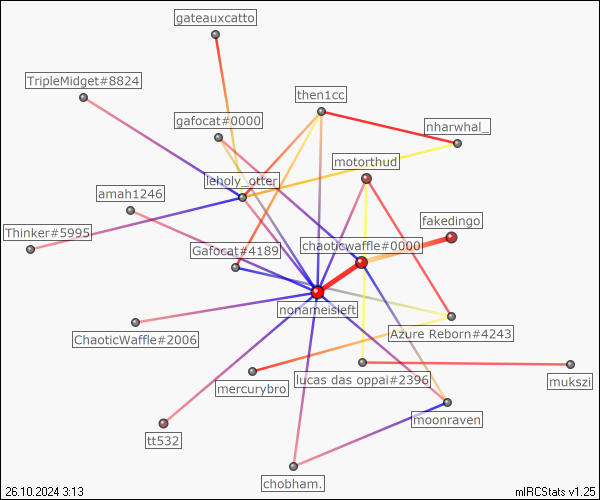 gateauxcatto
TripleMidget#8824
then1cc
gafocat#0000
nharwhal_
motorthud
leholy_otter
amah1246
fakedingo
Thinker#5995
chaoticwaffle#0000
Gafocat#4189
nonameisleft
ChaoticWaffle#2006
Azure Reborn#4243
lucas das oppai#2396
mukszi
mercurybro
moonraven
tt532
chobham.
26.10.2024 3:13
mIRCStats v1.25